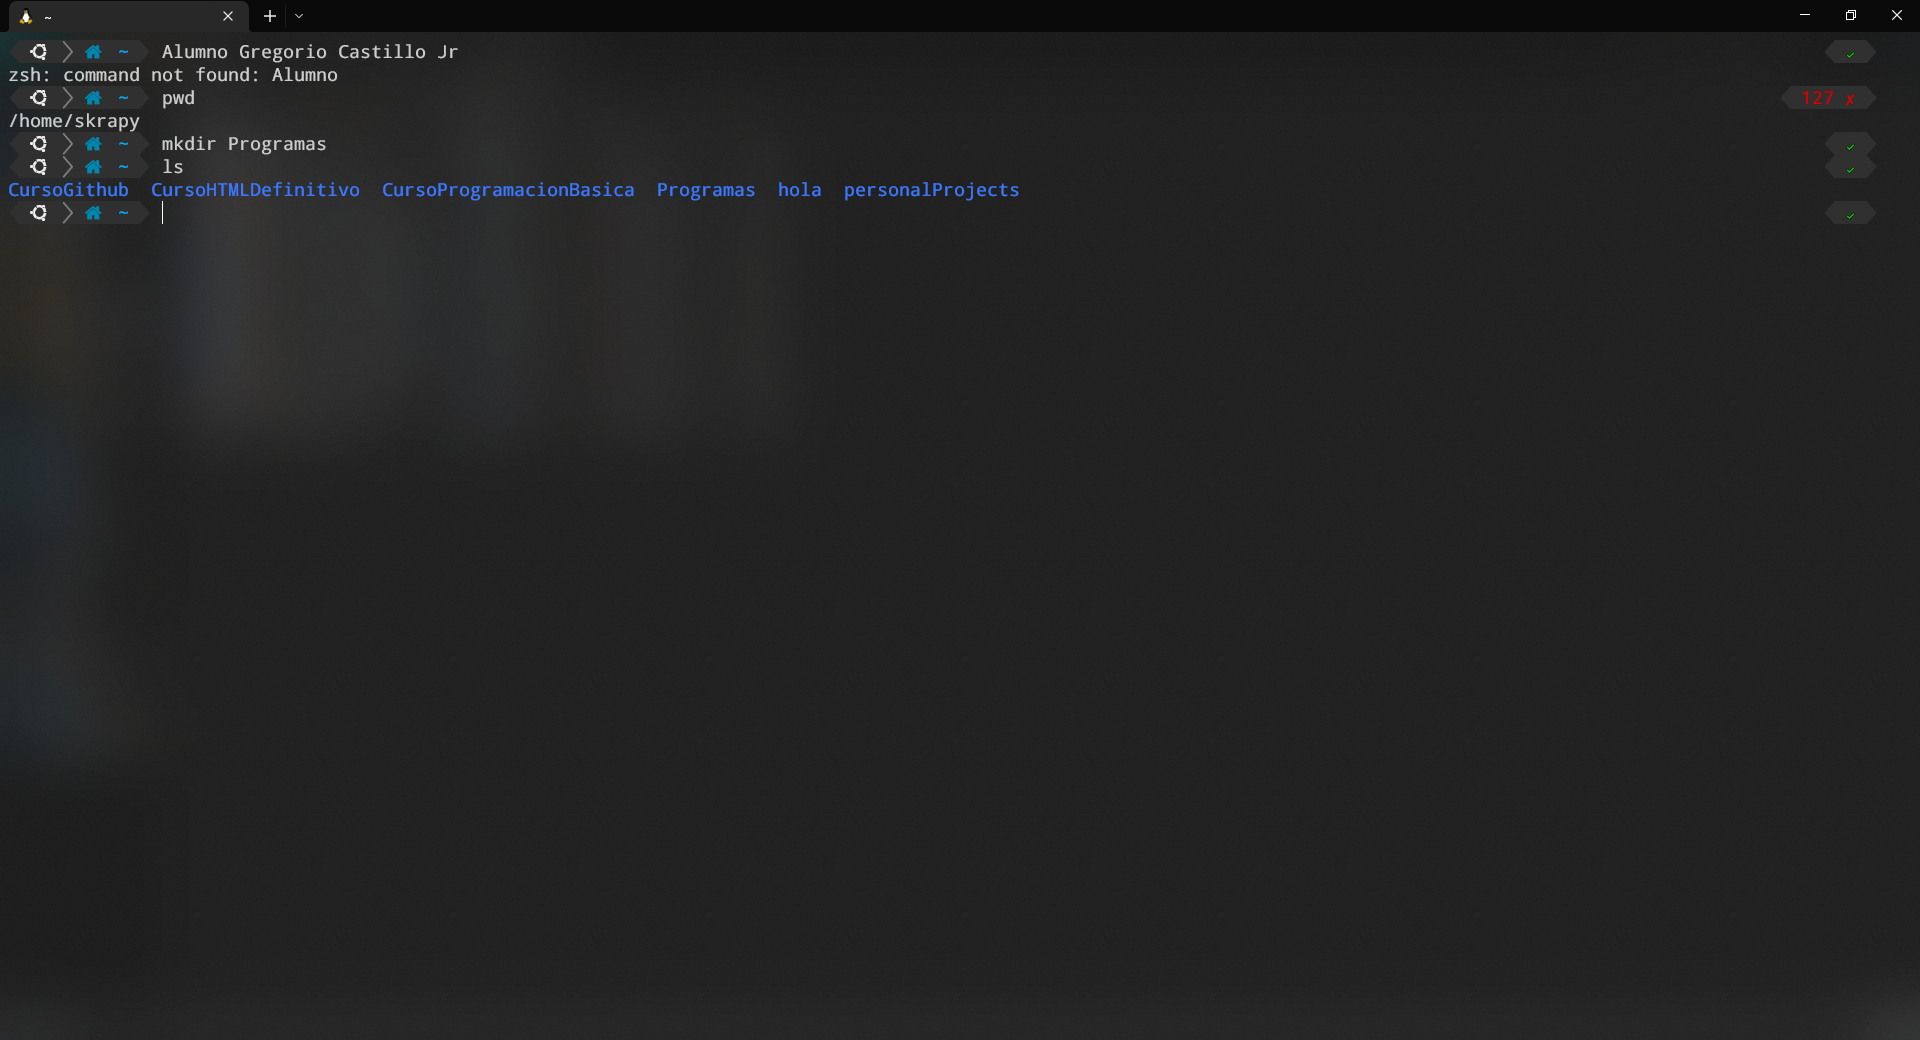 ~
~ Alumno Gregorio Castillo Jr ✓
zsh: command not found: Alumno
~ pwd 127 x
/home/skrapy
~ mkdir Programas ✓
~ ls ✓
CursoGithub CursoHTMLDefinitivo CursoProgramacionBasica Programas hola personalProjects
~ ✓